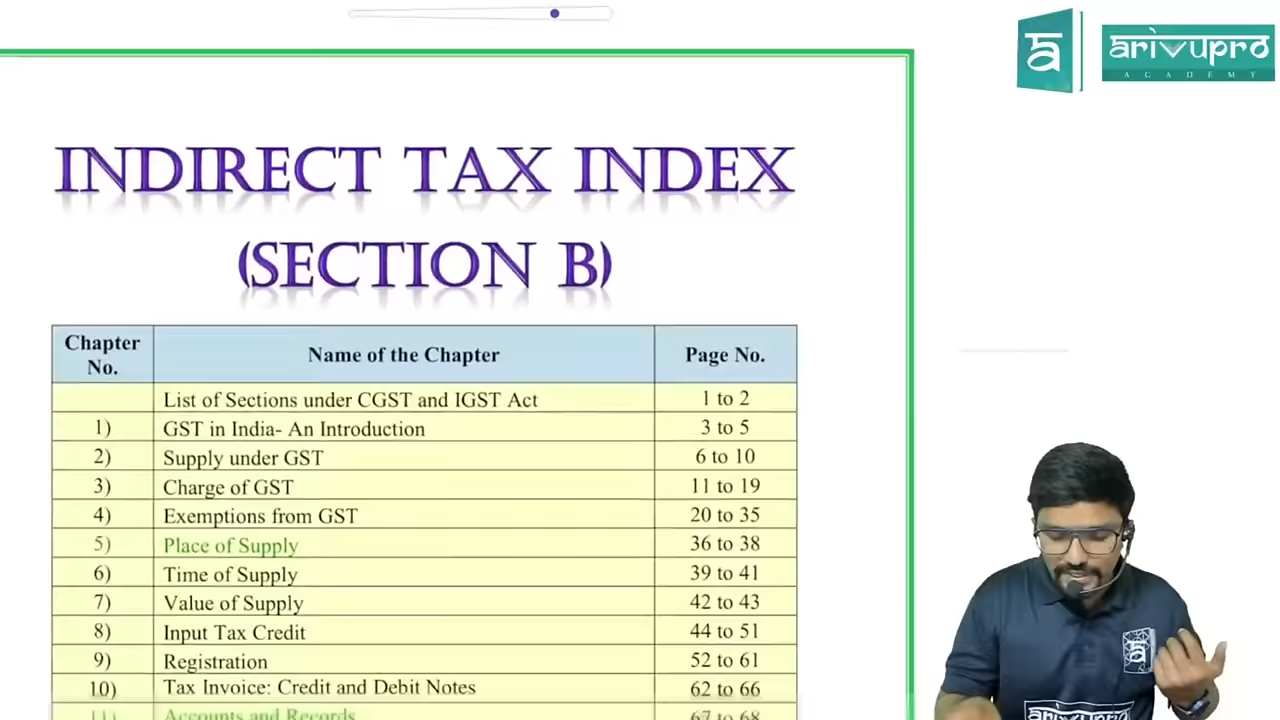 arivupro
ACADEMY
INDIRECT TAX INDEX
(SECTION B)
Chapter No. Name of the Chapter Page No.
List of Sections under CGST and IGST Act 1 to 2
1) GST in India- An Introduction 3 to 5
2) Supply under GST 6 to 10
3) Charge of GST 11 to 19
4) Exemptions from GST 20 to 35
5) Place of Supply 36 to 38
6) Time of Supply 39 to 41
7) Value of Supply 42 to 43
8) Input Tax Credit 44 to 51
9) Registration 52 to 61
10) Tax Invoice: Credit and Debit Notes 62 to 66
11) Accounts and Records 67 to 68